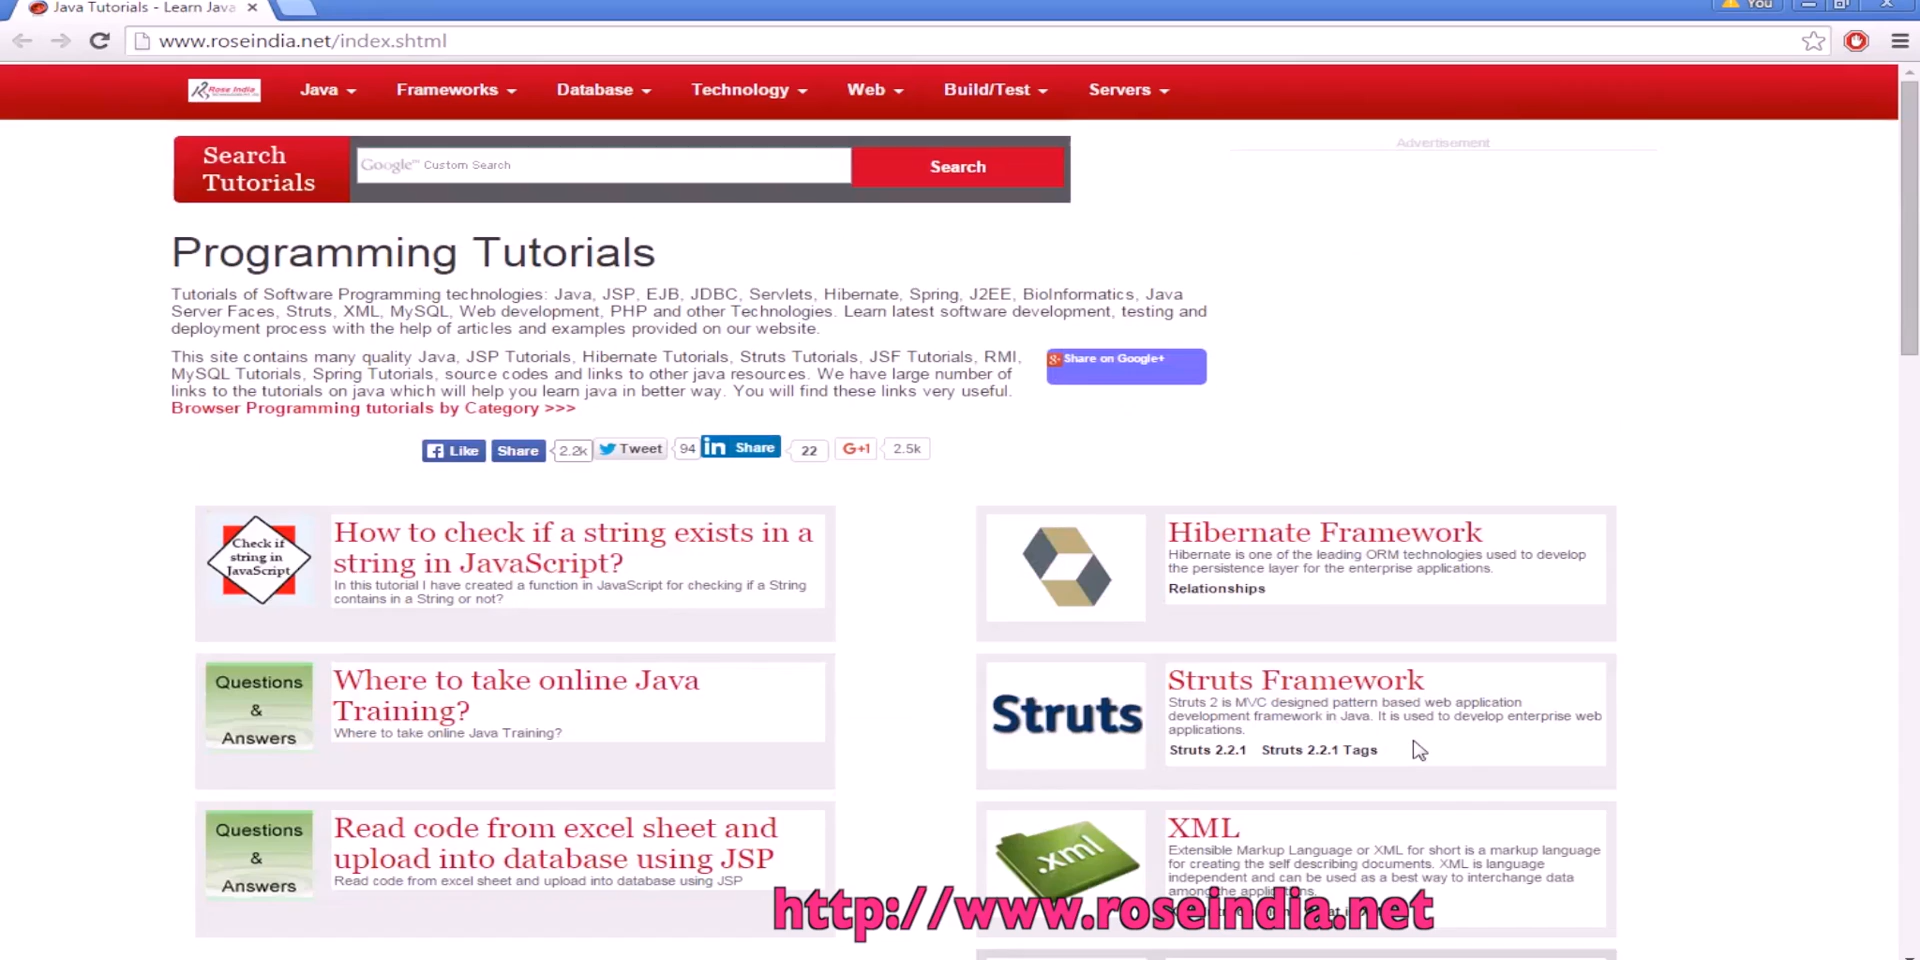 Java Tutorials - Learn Java
You
www.roseindia.net/index.shtml
Rose India
Java
Frameworks
Database
Technology
Web
Build/Test
Servers
Search
Tutorials
Google™ Custom Search
Search
Advertisement
Programming Tutorials
Tutorials of Software Programming technologies: Java, JSP, EJB, JDBC, Servlets, Hibernate, Spring, J2EE, BioInformatics, Java
Server Faces, Struts, XML, MySQL, Web development, PHP and other Technologies. Learn latest software development, testing and
deployment process with the help of articles and examples provided on our website.
This site contains many quality Java, JSP Tutorials, Hibernate Tutorials, Struts Tutorials, JSF Tutorials, RMI,
MySQL Tutorials, Spring Tutorials, source codes and links to other java resources. We have large number of
links to the tutorials on java which will help you learn java in better way. You will find these links very useful.
Browser Programming tutorials by Category >>>
Share on Google+
Like
Share
2.2k
Tweet
94
in Share
22
G+1
2.5k
Check if
string in
JavaScript
How to check if a string exists in a
string in JavaScript?
In this tutorial I have created a function in JavaScript for checking if a String
contains in a String or not?
Hibernate Framework
Hibernate is one of the leading ORM technologies used to develop
the persistence layer for the enterprise applications.
Relationships
Questions
&
Answers
Where to take online Java
Training?
Where to take online Java Training?
Struts
Struts Framework
Struts 2 is MVC designed pattern based web application
development framework in Java. It is used to develop enterprise web
applications.
Struts 2.2.1 Struts 2.2.1 Tags
Questions
&
Answers
Read code from excel sheet and
upload into database using JSP
Read code from excel sheet and upload into database using JSP
.xml
XML
Extensible Markup Language or XML for short is a markup language
for creating the self describing documents. XML is language
independent and can be used as a best way to interchange data
among the applications.
http://www.roseindia.net